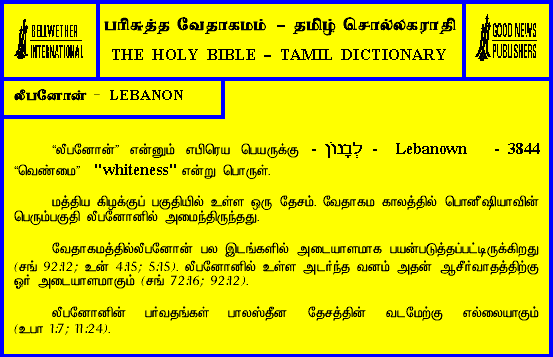 BELLWETHER
INTERNATIONAL
பரிசுத்த வேதாகமம் – தமிழ் சொல்லகராதி
THE HOLY BIBLE – TAMIL DICTIONARY
GOOD NEWS
PUBLISHERS
லீபனோன் – LEBANON
“லீபனோன்” என்னும் எபிரெய பெயருக்கு - לְבָנוֹן - Lebanown - 3844
“வெண்மை” "whiteness" என்று பொருள்.
மத்திய கிழக்குப் பகுதியில் உள்ள ஒரு தேசம். வேதாகம காலத்தில் பொனீஷியாவின்
பெரும்பகுதி லீபனோனில் அமைந்திருந்தது.
வேதாகமத்தில்லீபனோன் பல இடங்களில் அடையாளமாக பயன்படுத்தப்பட்டிருக்கிறது
(சங் 92:12; உன் 4:15; 5:15). லீபனோனில் உள்ள அடர்ந்த வனம் அதன் ஆசீர்வாதத்திற்கு
ஓர் அடையாளமாகும் (சங் 72:16; 92:12).
லீபனோனின் பர்வதங்கள் பாலஸ்தீன தேசத்தின் வடமேற்கு எல்லையாகும்
(உபா 1:7; 11:24).